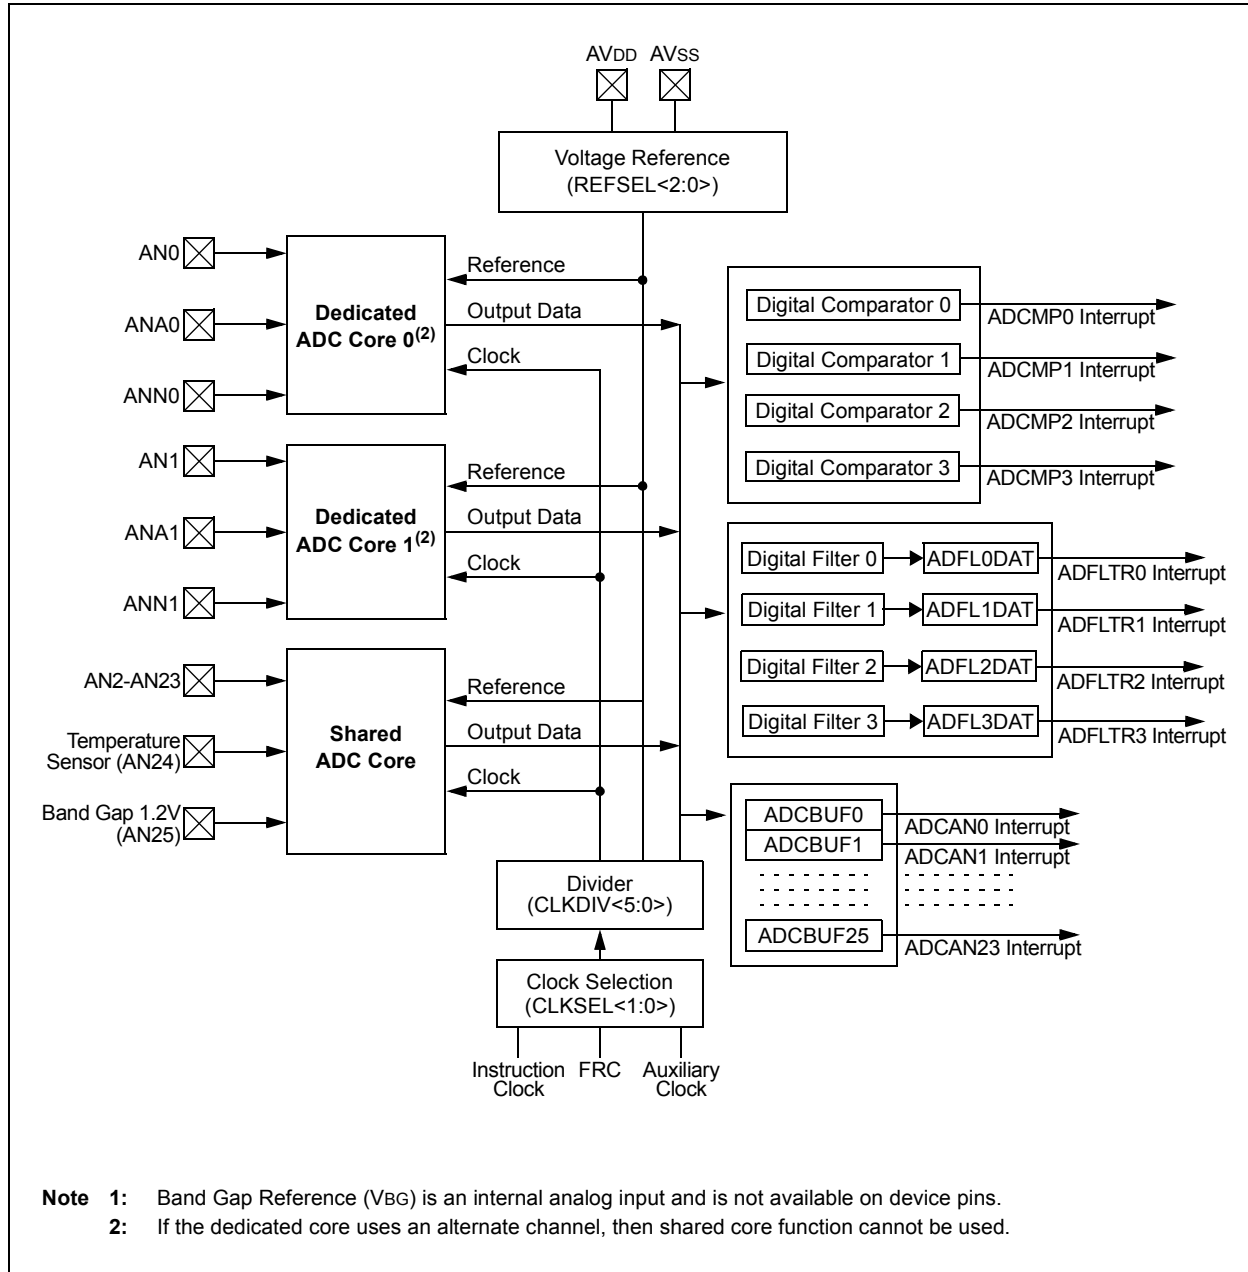 AVDD AVSS
Voltage Reference
(REFSEL<2:0>)
AN0
ANA0
ANN0
Dedicated
ADC Core 0(2)
Reference
Output Data
Clock
AN1
ANA1
ANN1
Dedicated
ADC Core 1(2)
Reference
Output Data
Clock
AN2-AN23
Temperature
Sensor (AN24)
Band Gap 1.2V
(AN25)
Shared
ADC Core
Reference
Output Data
Clock
Digital Comparator 0
ADCMP0 Interrupt
Digital Comparator 1
ADCMP1 Interrupt
Digital Comparator 2
ADCMP2 Interrupt
Digital Comparator 3
ADCMP3 Interrupt
Digital Filter 0 ADFL0DAT
ADFLTR0 Interrupt
Digital Filter 1 ADFL1DAT
ADFLTR1 Interrupt
Digital Filter 2 ADFL2DAT
ADFLTR2 Interrupt
Digital Filter 3 ADFL3DAT
ADFLTR3 Interrupt
ADCBUF0
ADCAN0 Interrupt
ADCBUF1
ADCAN1 Interrupt
ADCBUF25
ADCAN23 Interrupt
Divider
(CLKDIV<5:0>)
Clock Selection
(CLKSEL<1:0>)
Instruction
Clock
FRC
Auxiliary
Clock
Note 1: Band Gap Reference (VBG) is an internal analog input and is not available on device pins.
2: If the dedicated core uses an alternate channel, then shared core function cannot be used.